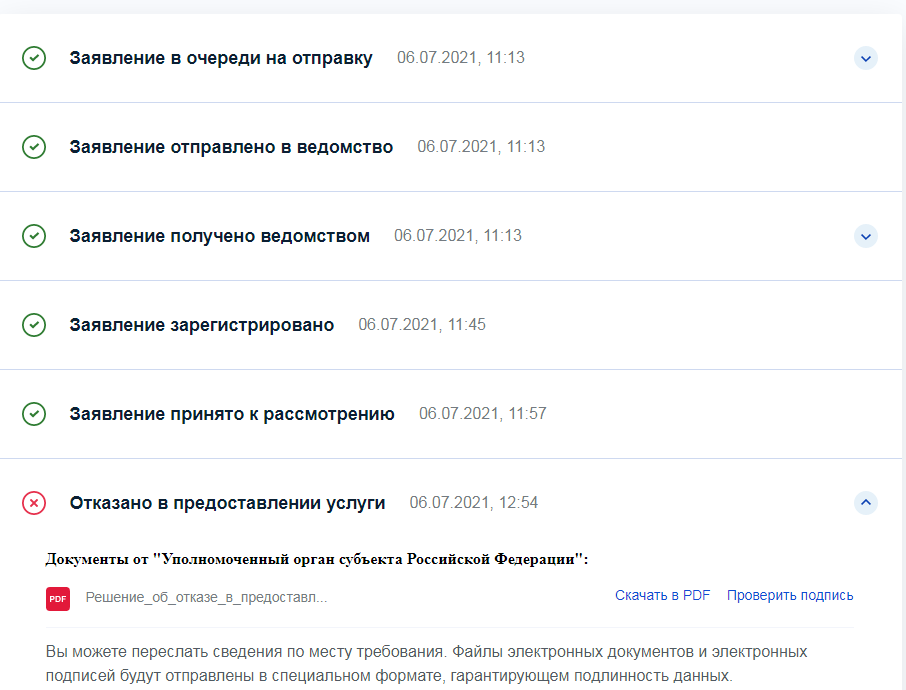 Заявление в очереди на отправку 06.07.2021, 11:13
Заявление отправлено в ведомство 06.07.2021, 11:13
Заявление получено ведомством 06.07.2021, 11:13
Заявление зарегистрировано 06.07.2021, 11:45
Заявление принято к рассмотрению 06.07.2021, 11:57
Отказано в предоставлении услуги 06.07.2021, 12:54
Документы от "Уполномоченный орган субъекта Российской Федерации":
PDF Решение_об_отказе_в_предоставл... Скачать в PDF Проверить подпись
Вы можете переслать сведения по месту требования. Файлы электронных документов и электронных
подписей будут отправлены в специальном формате, гарантирующем подлинность данных.